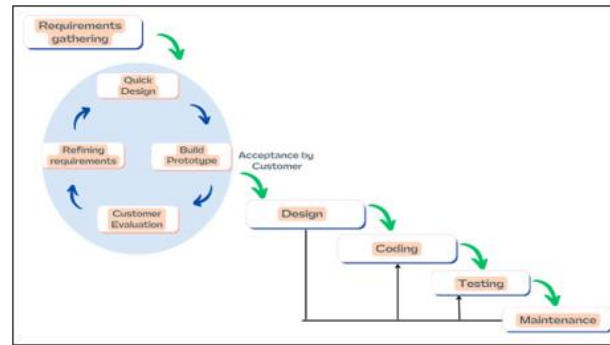 Requirements
gathering
Quick
Design
Refining
requirements
Build
Prototype
Acceptance by
Customer
Customer
Evaluation
Design
Coding
Testing
Maintenance